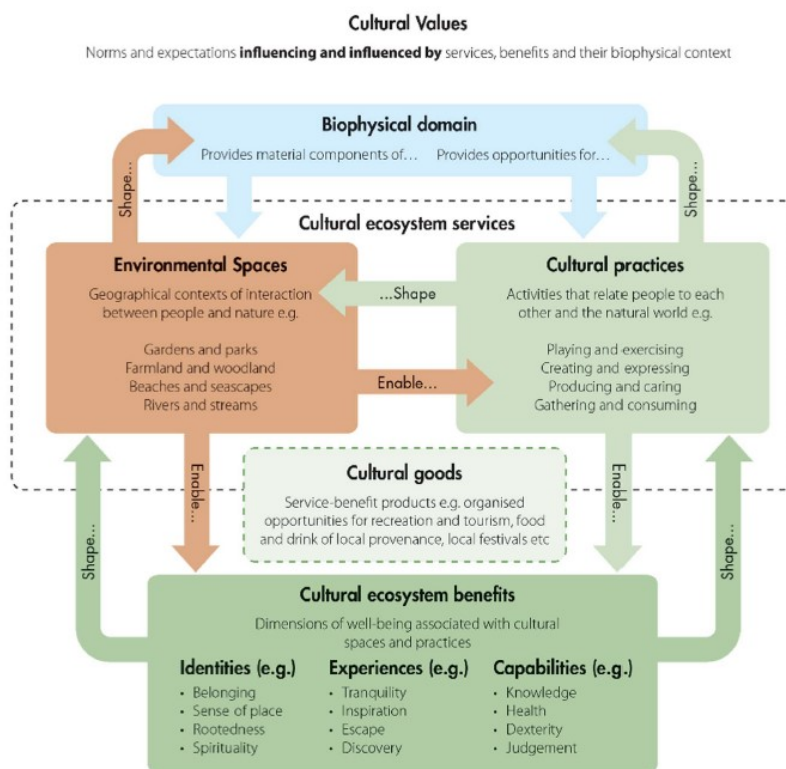 Cultural Values
Norms and expectations influencing and influenced by services, benefits and their biophysical context
Biophysical domain
Provides material components of...
Provides opportunities for...
Shape...
Shape...
Cultural ecosystem services
Environmental Spaces
Geographical contexts of interaction
between people and nature e.g.
Gardens and parks
Farmland and woodland
Beaches and seascapes
Rivers and streams
...Shape
Enable...
Cultural practices
Activities that relate people to each
other and the natural world e.g.
Playing and exercising
Creating and expressing
Producing and caring
Gathering and consuming
Enable...
Enable...
Cultural goods
Service-benefit products e.g. organised
opportunities for recreation and tourism, food
and drink of local provenance, local festivals etc
Shape...
Shape...
Cultural ecosystem benefits
Dimensions of well-being associated with cultural
spaces and practices
Identities (e.g.)
• Belonging
• Sense of place
• Rootedness
• Spirituality
Experiences (e.g.)
• Tranquility
• Inspiration
• Escape
• Discovery
Capabilities (e.g.)
• Knowledge
• Health
• Dexterity
• Judgement